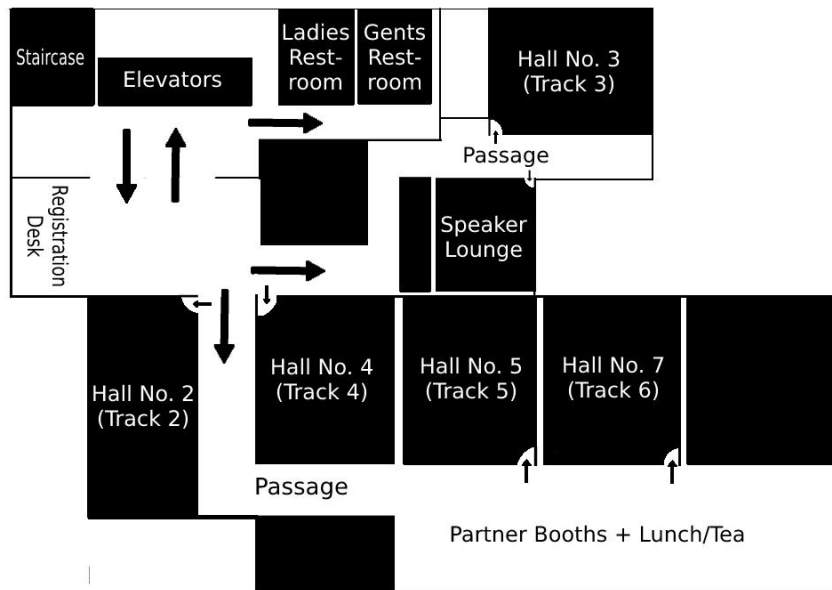 Staircase
Elevators
Ladies
Rest-
room
Gents
Rest-
room
Hall No. 3
(Track 3)
Passage
Registration
Desk
Speaker
Lounge
Hall No. 2
(Track 2)
Hall No. 4
(Track 4)
Hall No. 5
(Track 5)
Hall No. 7
(Track 6)
Passage
Partner Booths + Lunch/Tea